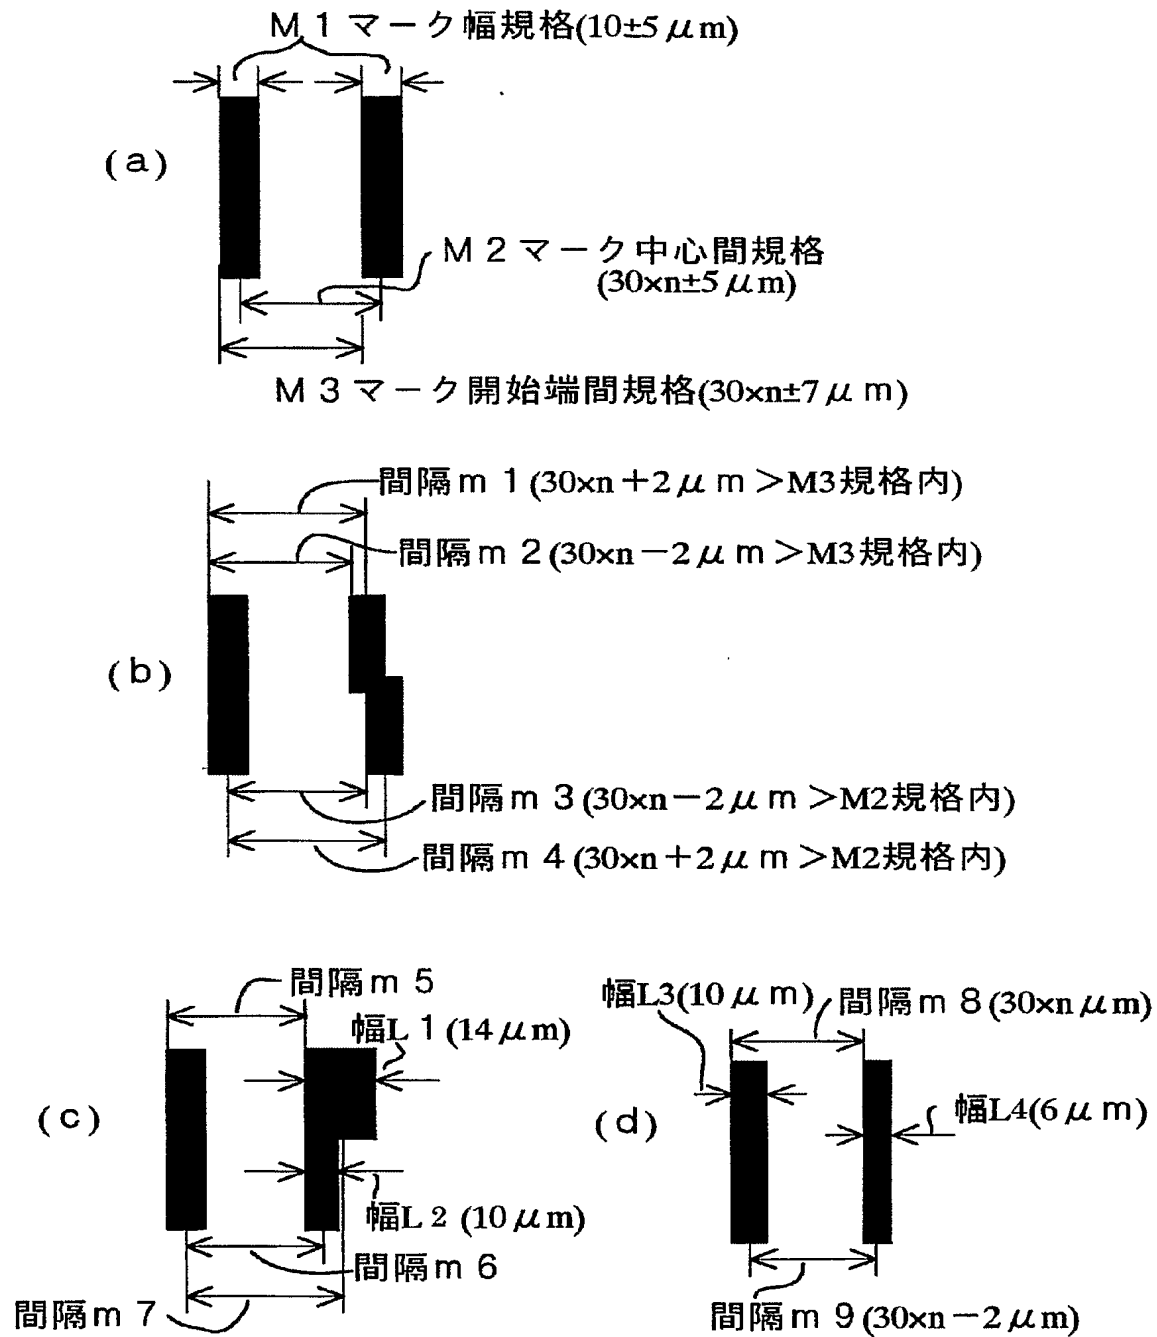 M1マーク幅規格(10±5μm)
(a)
M2マーク中心間規格
(30×n±5μm)
M3マーク開始端間規格(30×n±7μm)
間隔m1(30×n+2μm>M3規格内)
間隔m2(30×n-2μm>M3規格内)
(b)
間隔m3(30×n-2μm>M2規格内)
間隔m4(30×n+2μm>M2規格内)
間隔m5
幅L1(14μm)
(c)
幅L2(10μm)
間隔m6
間隔m7
幅L3(10μm)
間隔m8(30×nμm)
(d)
幅L4(6μm)
間隔m9(30×n-2μm)